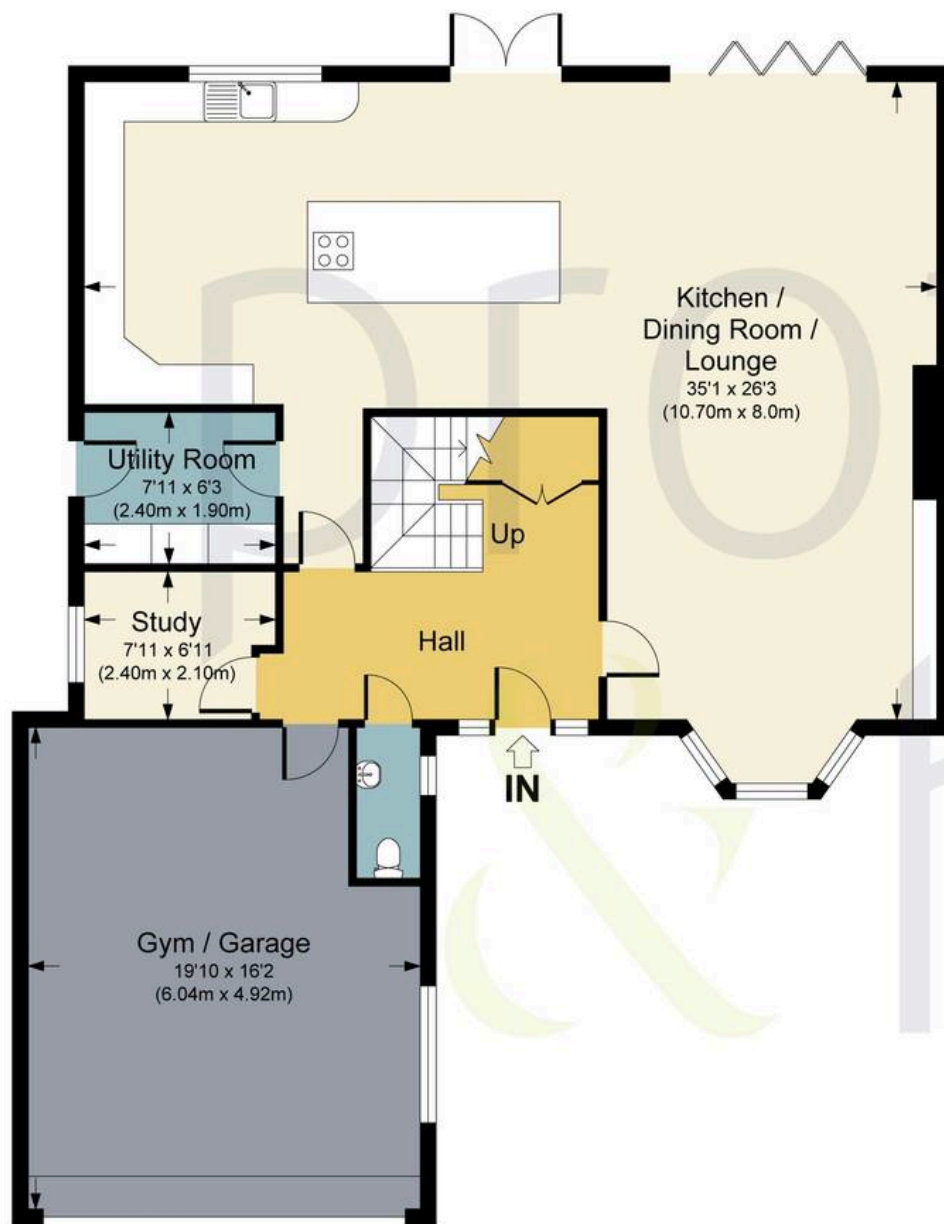 Kitchen /
Dining Room /
Lounge
35'1 x 26'3
(10.70m x 8.0m)
Utility Room
7'11 x 6'3
(2.40m x 1.90m)
Up
Study
7'11 x 6'11
(2.40m x 2.10m)
Hall
IN
Gym / Garage
19'10 x 16'2
(6.04m x 4.92m)
pro
&